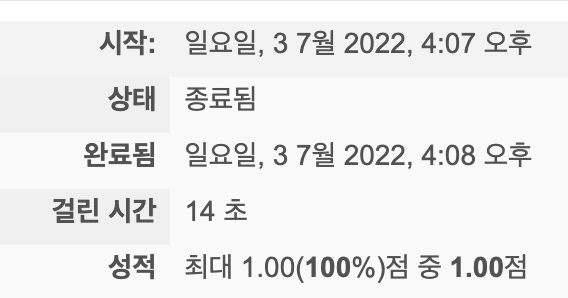 시작: 일요일, 3 7월 2022, 4:07 오후
상태 종료됨
완료됨 일요일, 3 7월 2022, 4:08 오후
걸린 시간 14 초
성적 최대 1.00(100%)점 중 1.00점